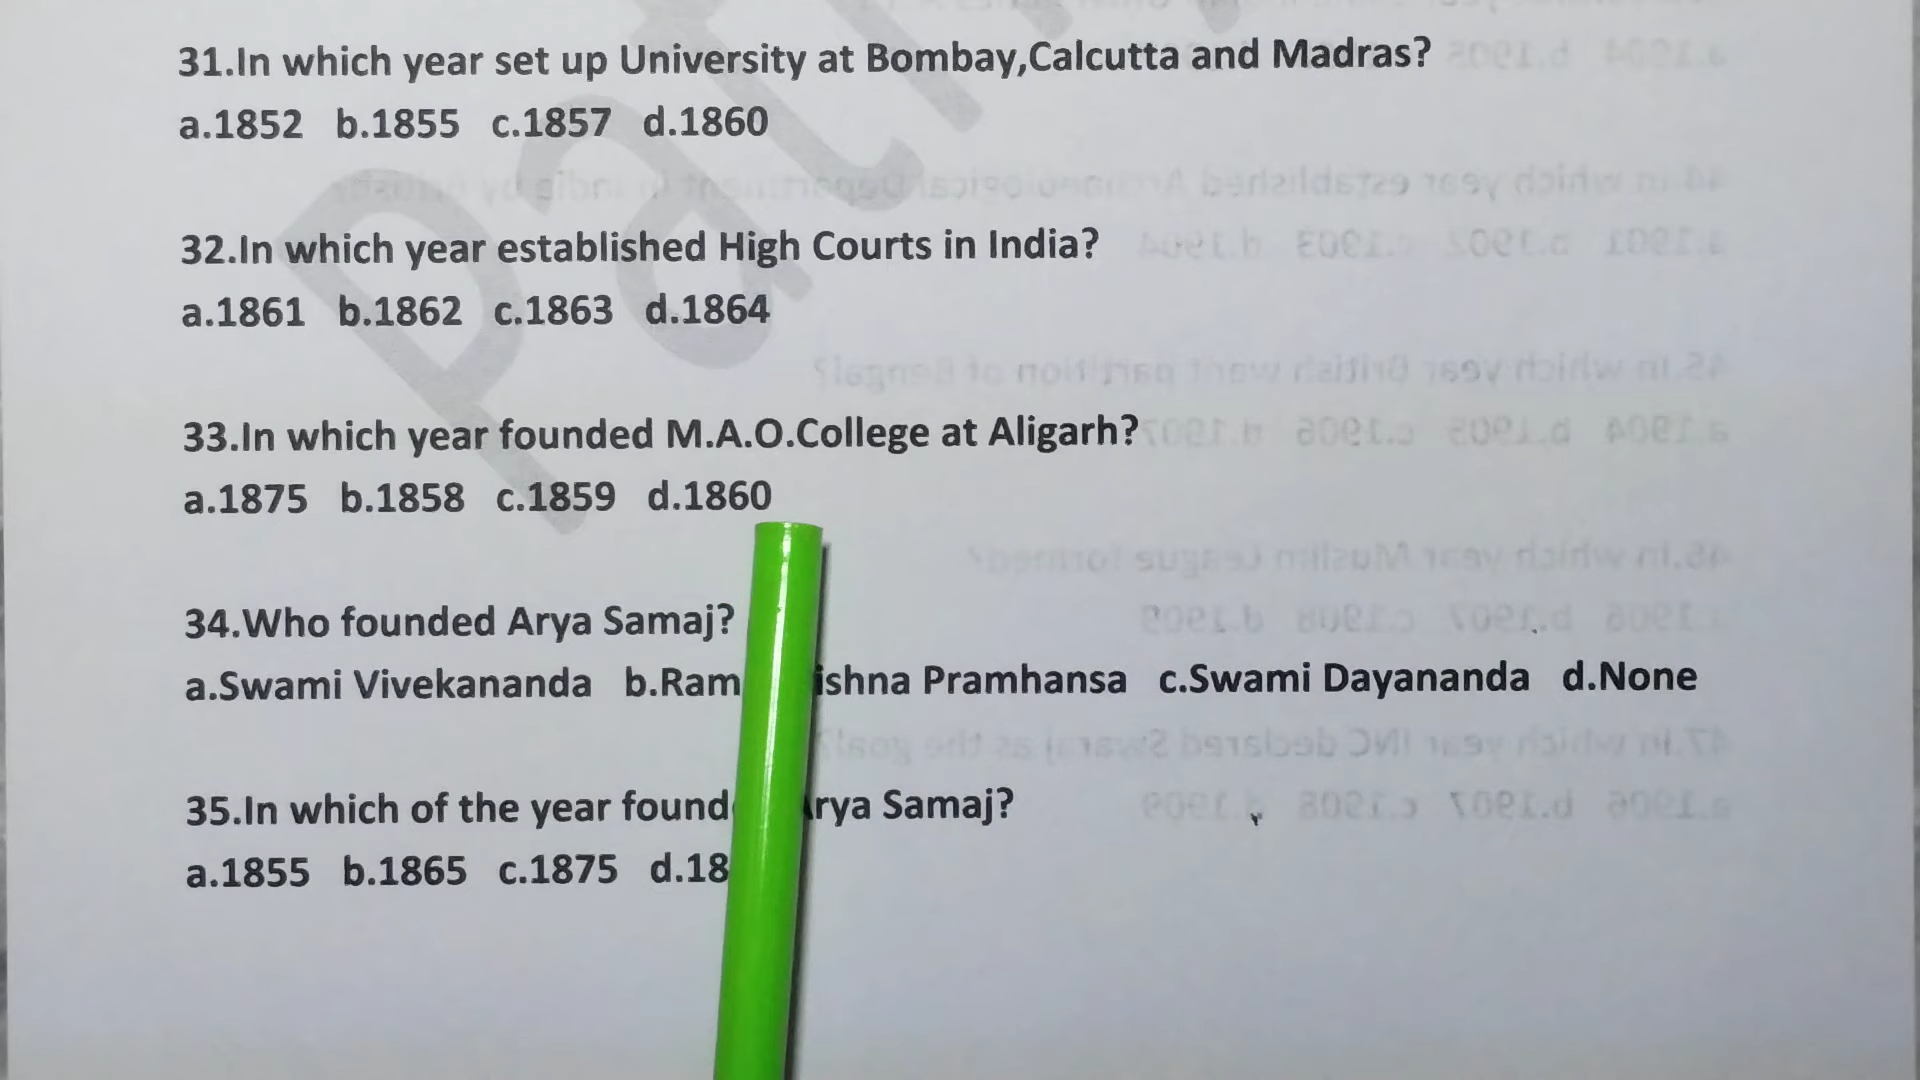 31.In which year set up University at Bombay,Calcutta and Madras?
a.1852 b.1855 c.1857 d.1860
32.In which year established High Courts in India?
a.1861 b.1862 c.1863 d.1864
33.In which year founded M.A.O.College at Aligarh?
a.1875 b.1858 c.1859 d.1860
34.Who founded Arya Samaj?
a.Swami Vivekananda b.Ram ishna Pramhansa c.Swami Dayananda d.None
35.In which of the year found rya Samaj?
a.1855 b.1865 c.1875 d.18